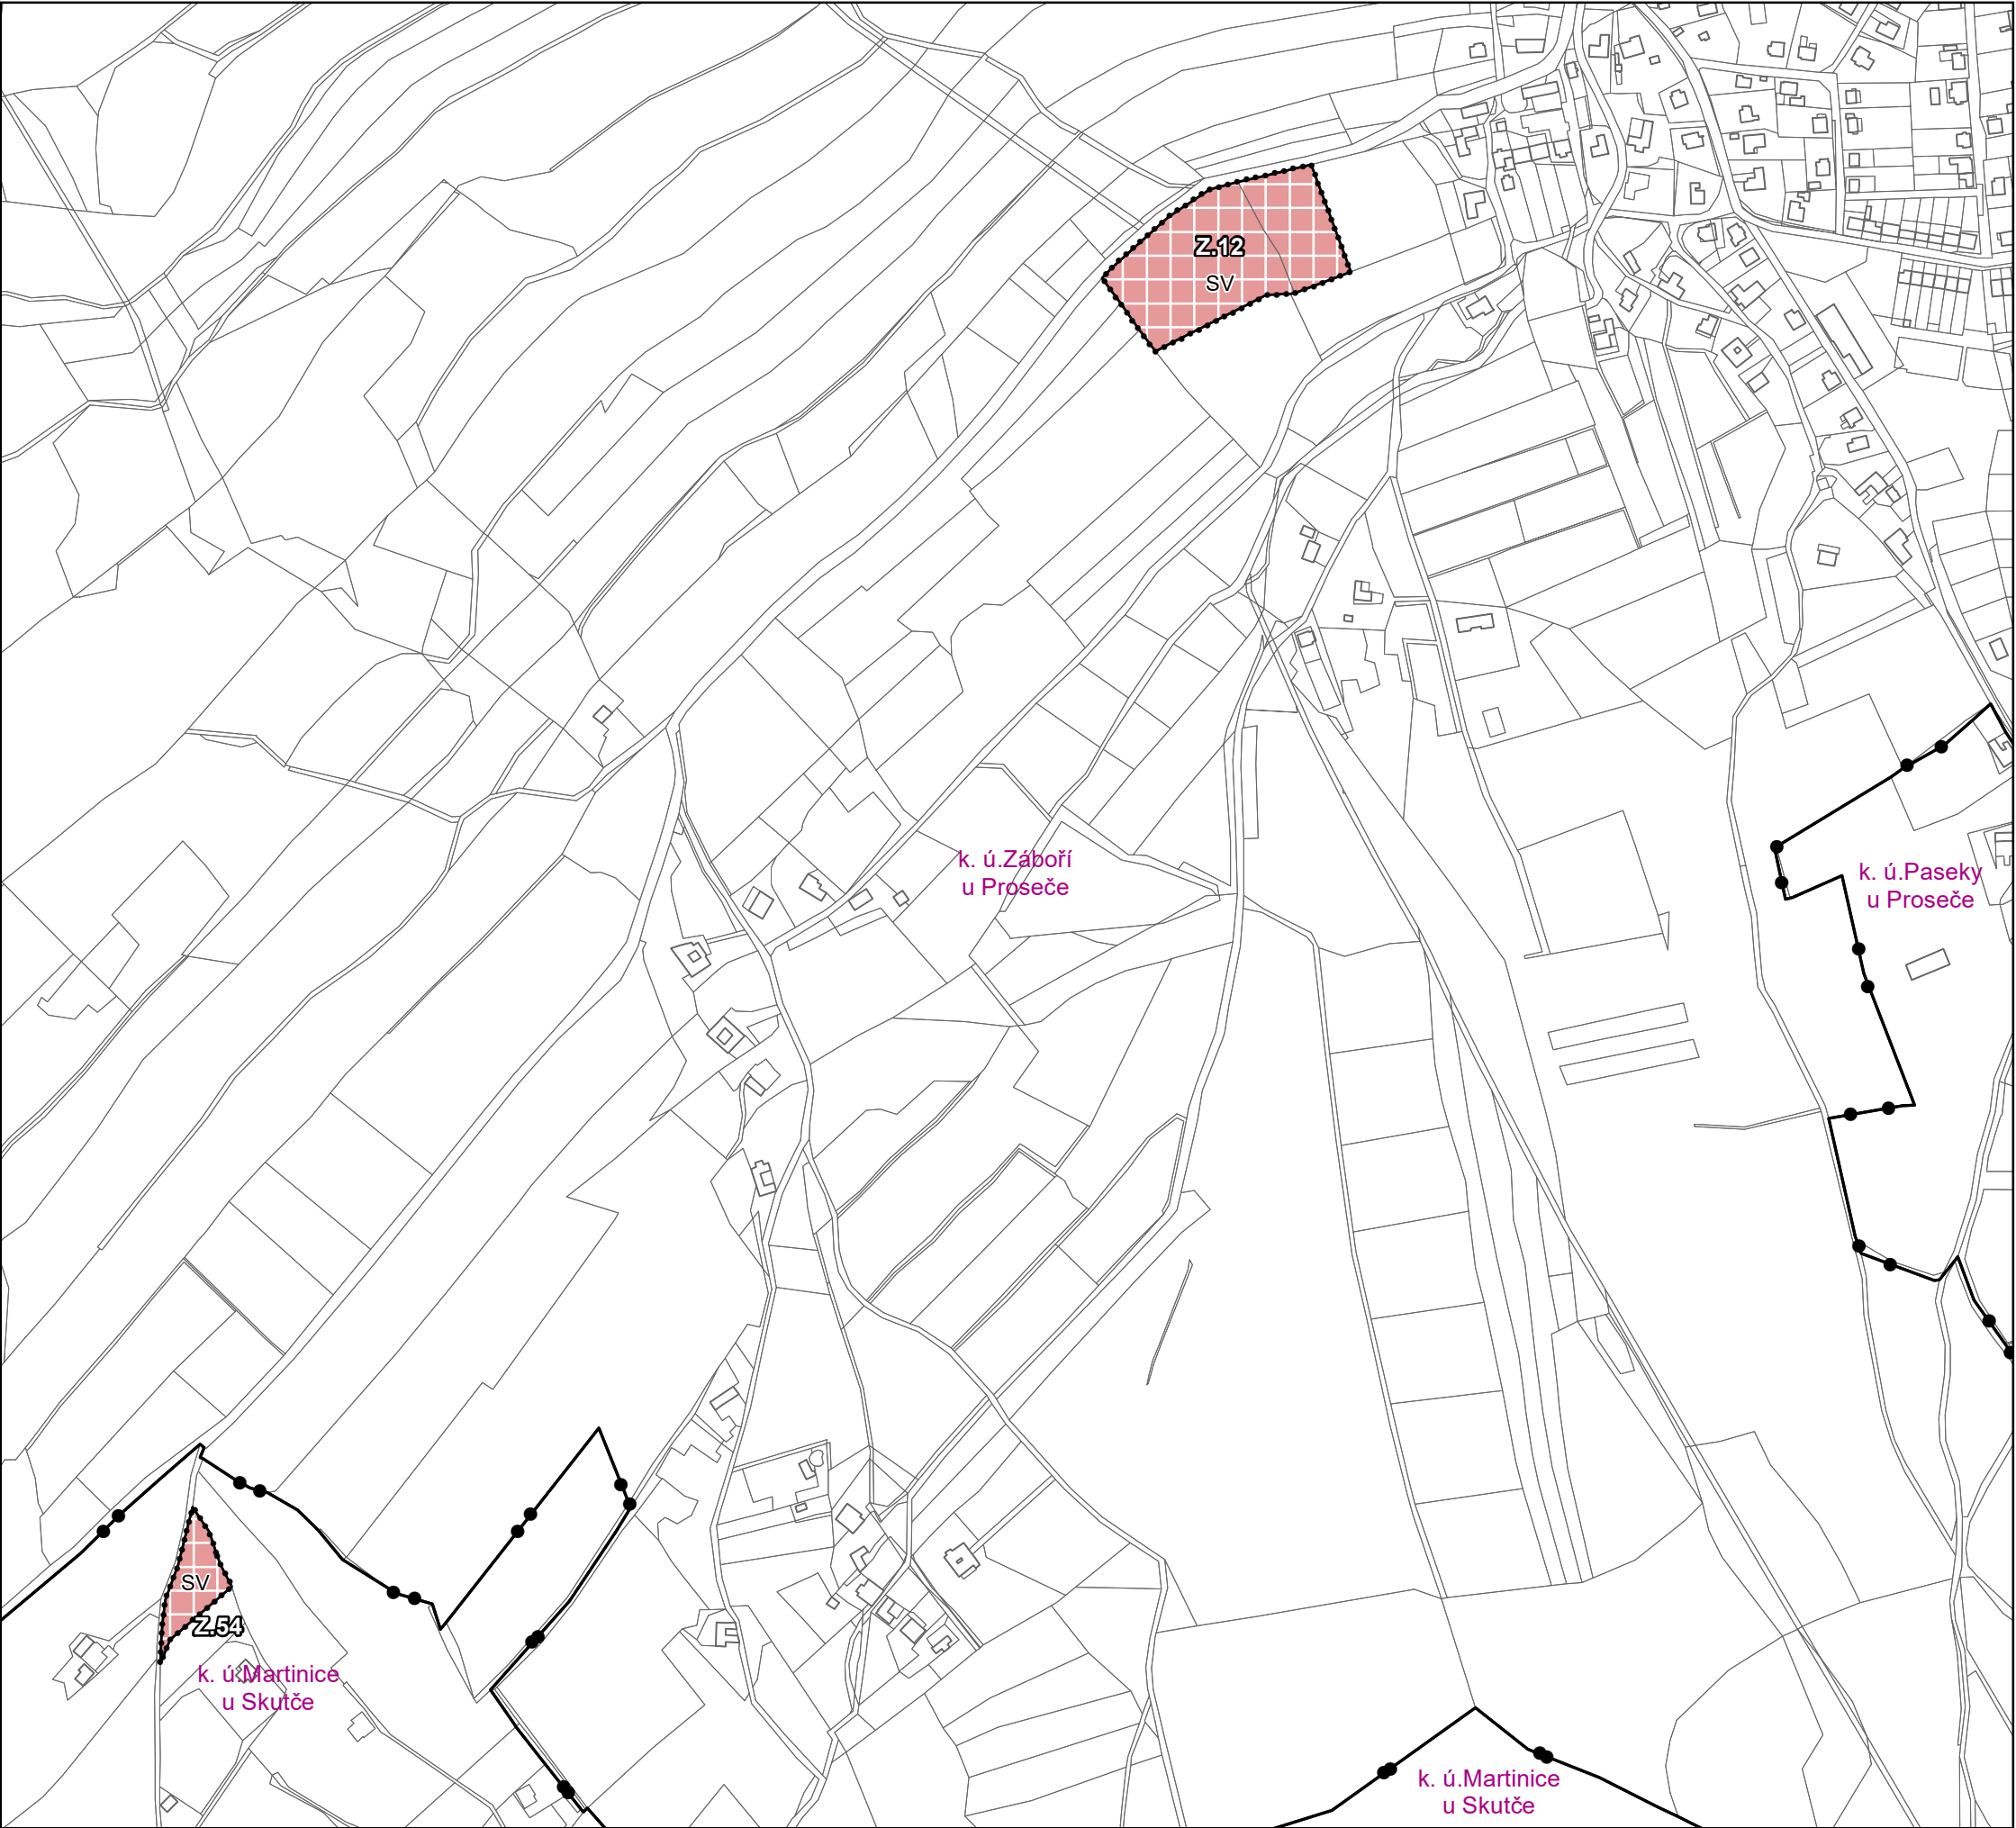 Z.12
SV
k. ú.Záboří
u Proseče
k. ú.Paseky
u Proseče
SV
Z.54
k. ú.Martinice
u Skutče
k. ú.Martinice
u Skutče